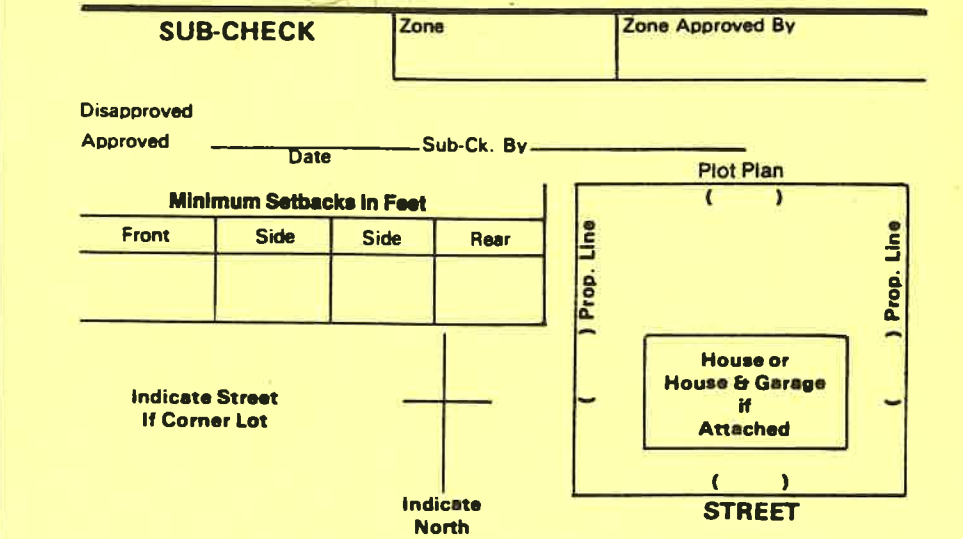 SUB-CHECK
Zone
Zone Approved By
Disapproved
Approved
Date
Sub-Ck. By
Plot Plan
Minimum Setbacks In Feet
Front Side Side Rear
( )
) Prop. Line (
) Prop. Line (
House or
House & Garage
if
Attached
Indicate Street
If Corner Lot
( )
STREET
Indicate
North